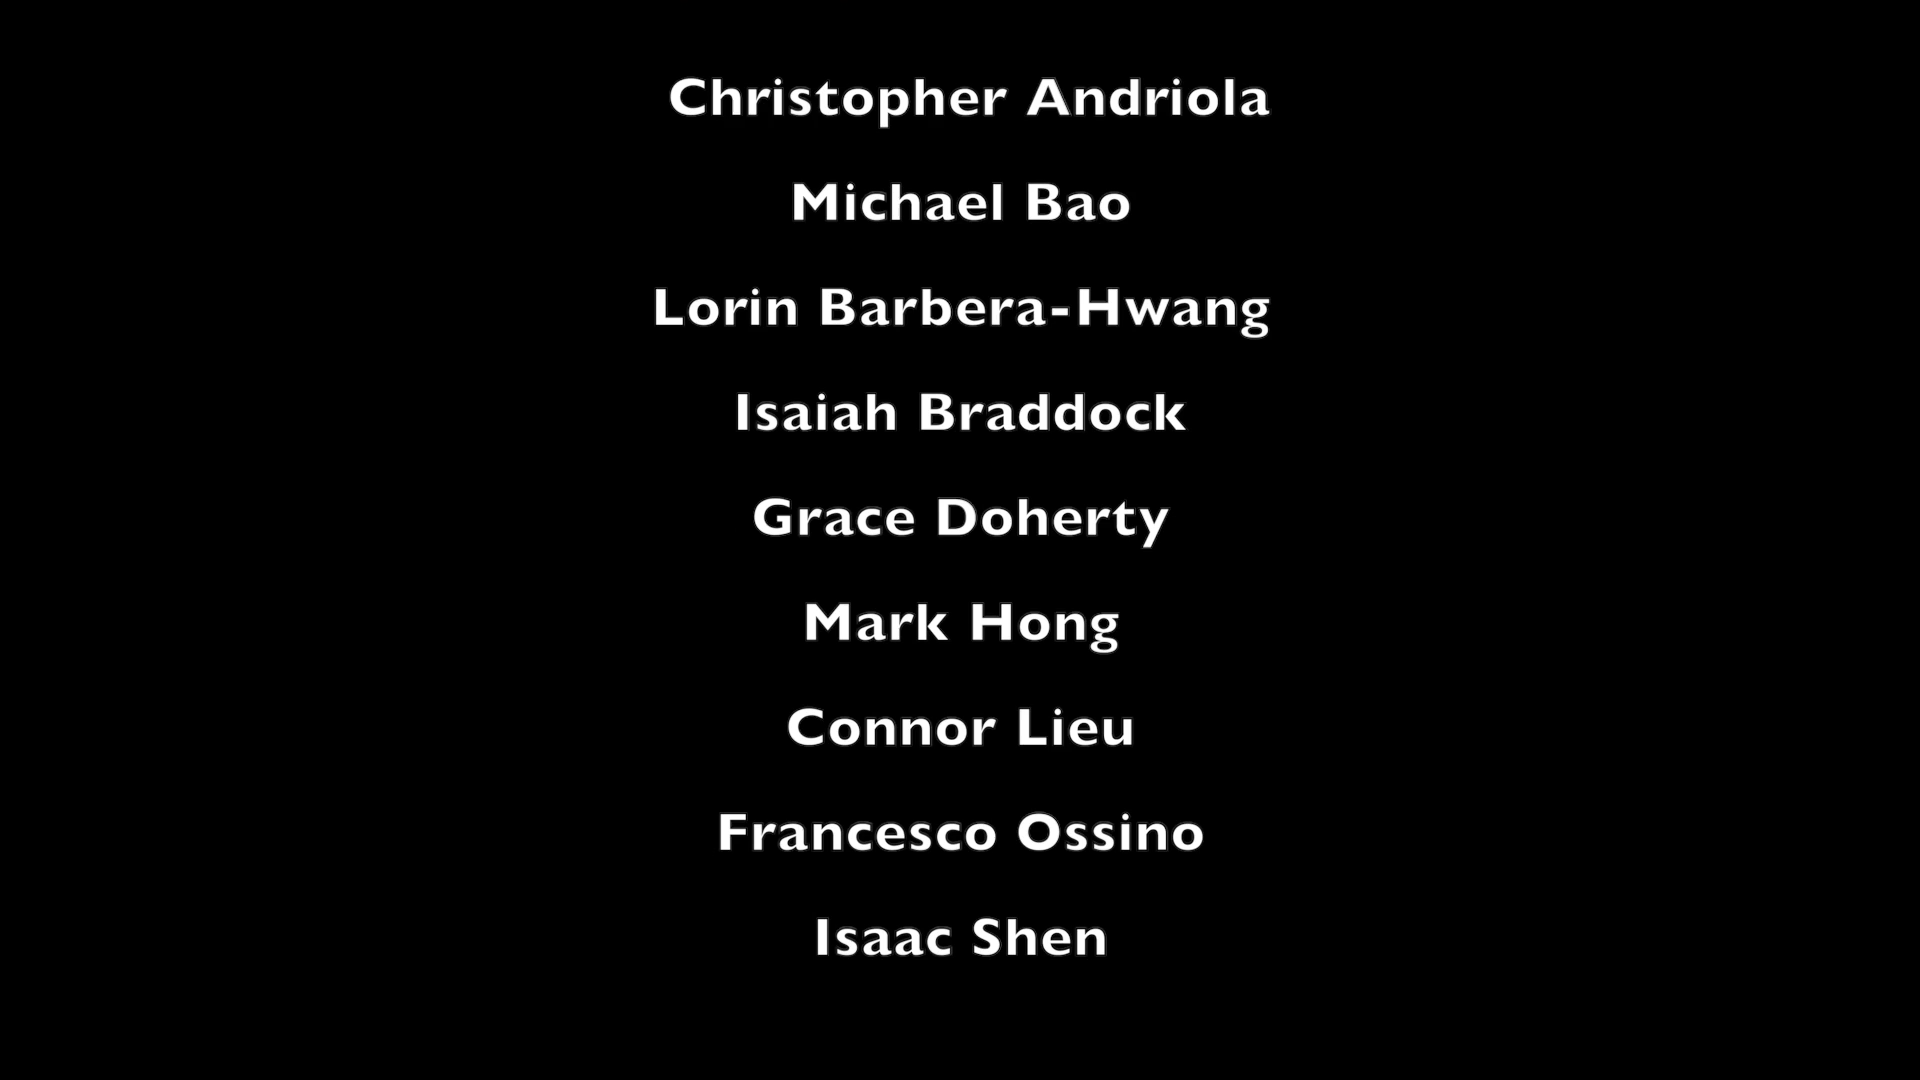 Christopher Andriola
Michael Bao
Lorin Barbera-Hwang
Isaiah Braddock
Grace Doherty
Mark Hong
Connor Lieu
Francesco Ossino
Isaac Shen